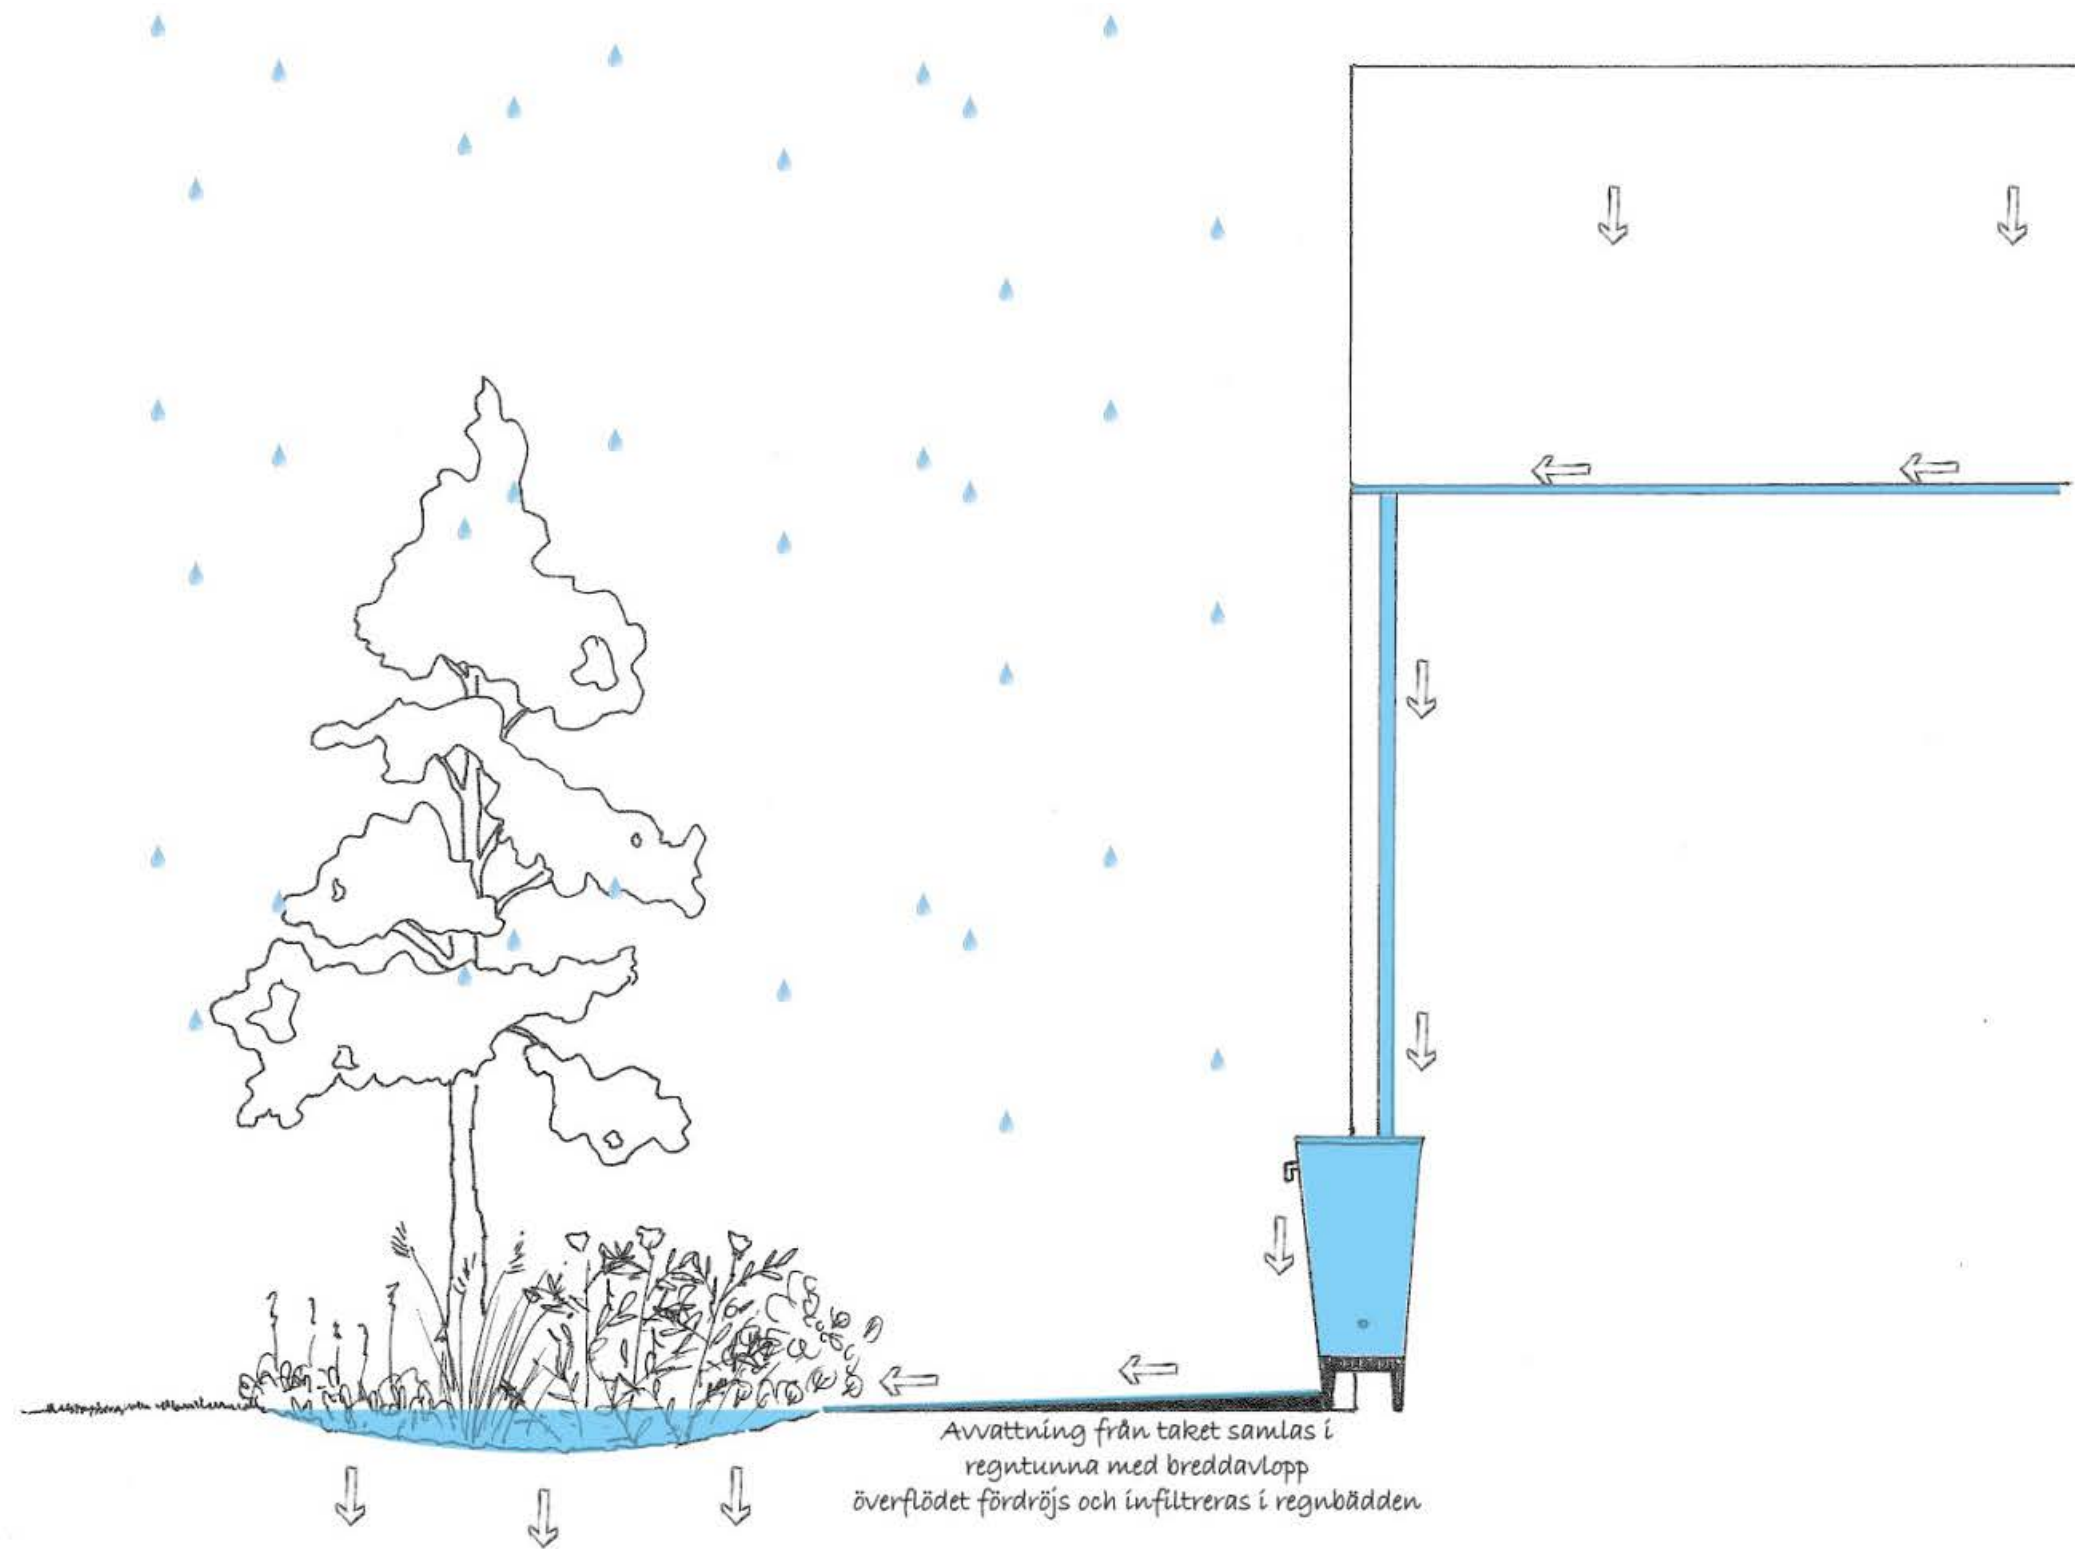 Avvattning från taket samlas i
regntunna med breddavlopp
överflödet fördröjs och infiltreras i regnbädden